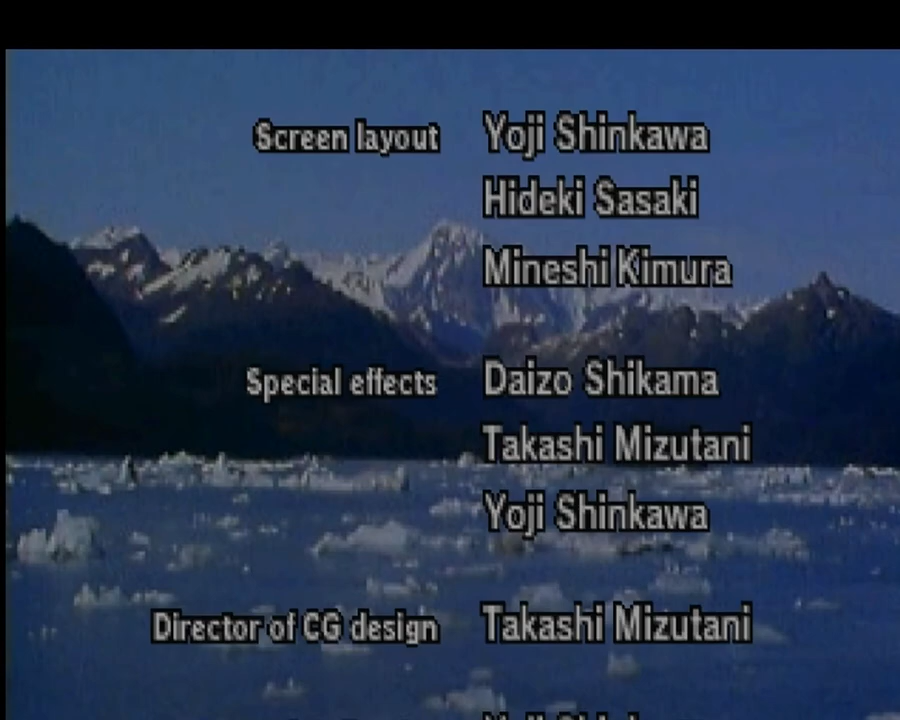 Screen layout Yoji Shinkawa
Hideki Sasaki
Mineshi Kimura
Special effects Daizo Shikama
Takashi Mizutani
Yoji Shinkawa
Director of CG design Takashi Mizutani